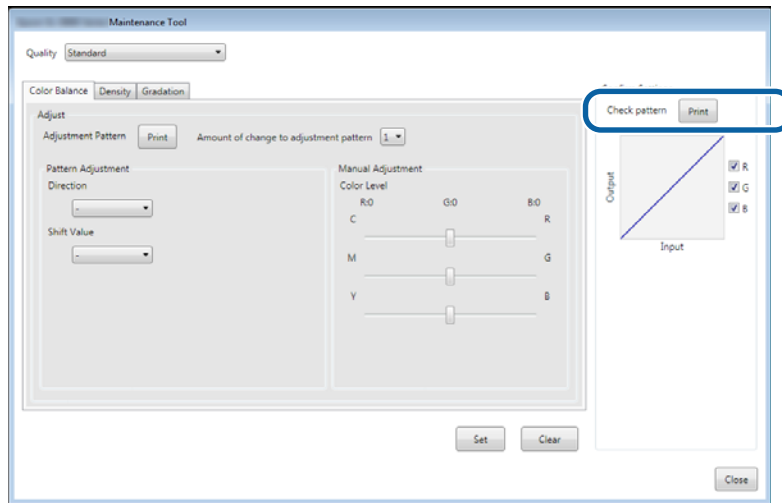 Maintenance Tool
Quality Standard
Color Balance Density Gradation
Adjust
Adjustment Pattern Print Amount of change to adjustment pattern 1
Pattern Adjustment
Direction
-
Shift Value
-
Manual Adjustment
Color Level
R:0 G:0 B:0
C R
M G
Y B
Set Clear
Check pattern Print
Output
Input
R
G
B
Close